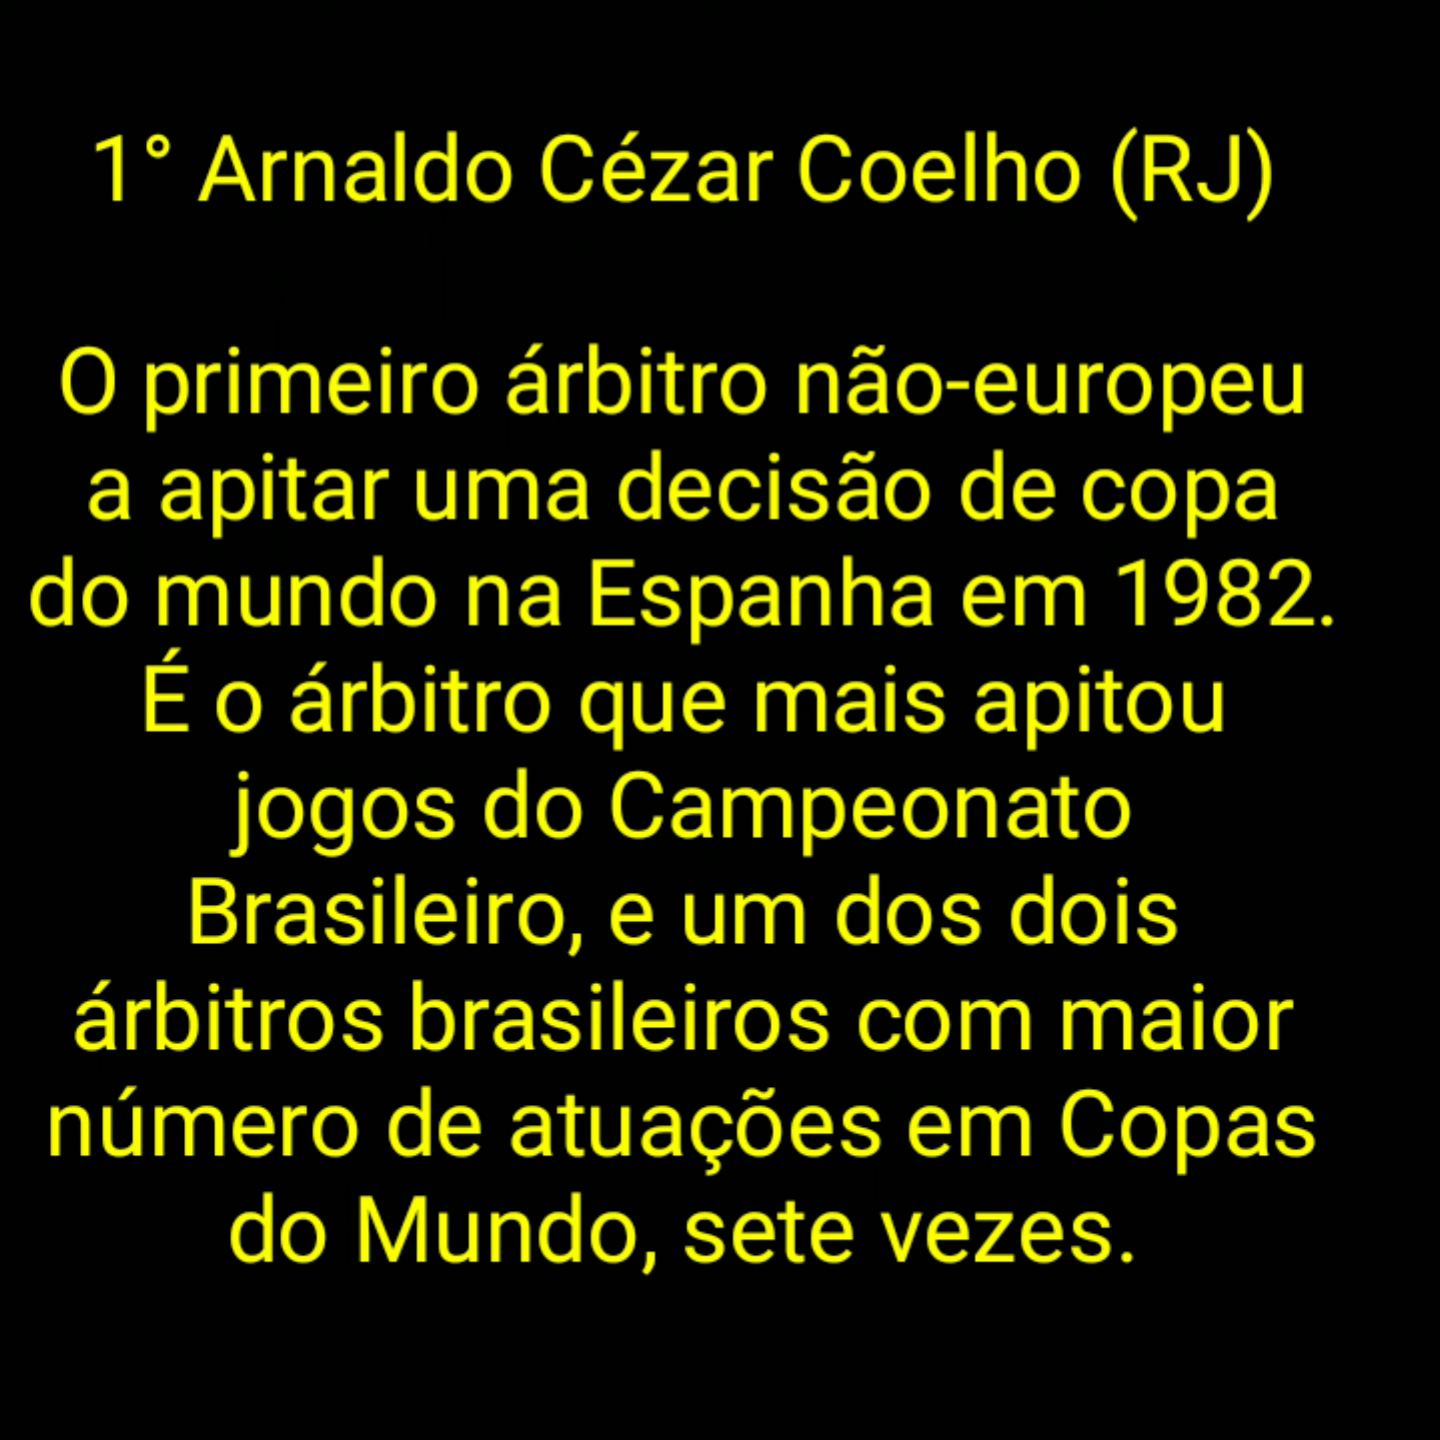 1° Arnaldo Cézar Coelho (RJ)
O primeiro árbitro não-europeu
a apitar uma decisão de copa
do mundo na Espanha em 1982.
É o árbitro que mais apitou
jogos do Campeonato
Brasileiro, e um dos dois
árbitros brasileiros com maior
número de atuações em Copas
do Mundo, sete vezes.